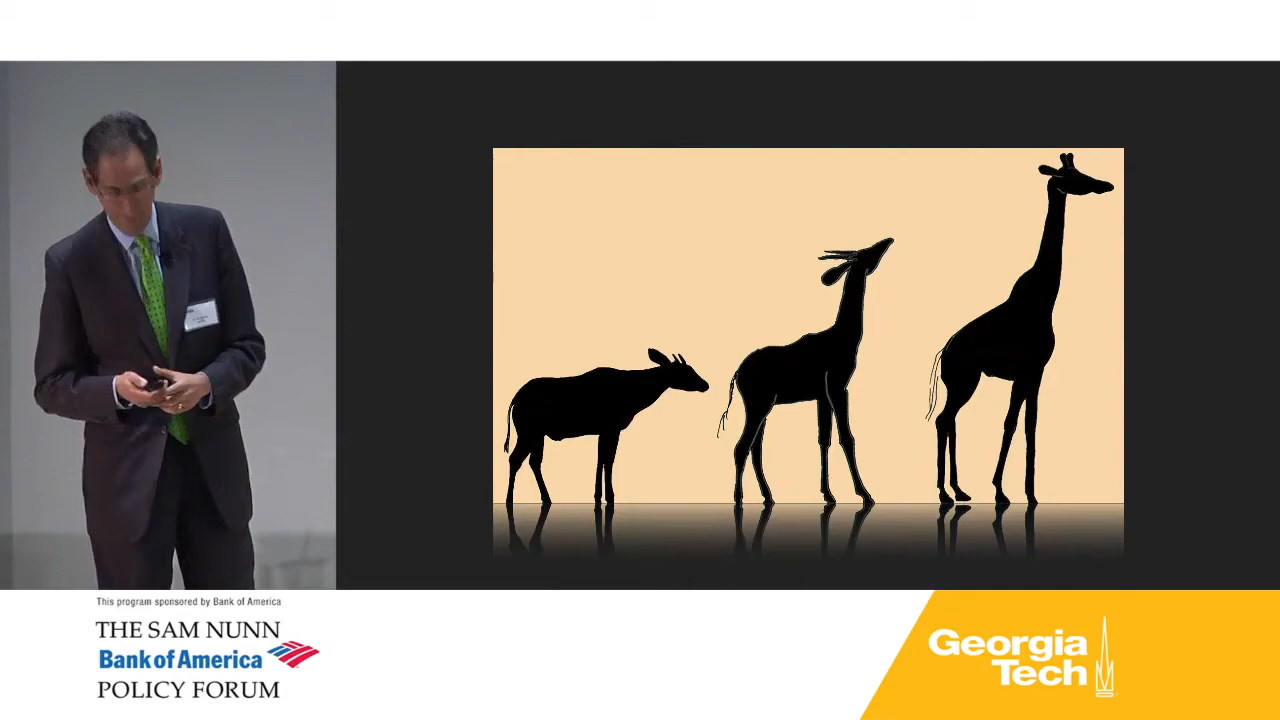 This program sponsored by Bank of America
THE SAM NUNN
Bank of America
POLICY FORUM
Georgia
Tech